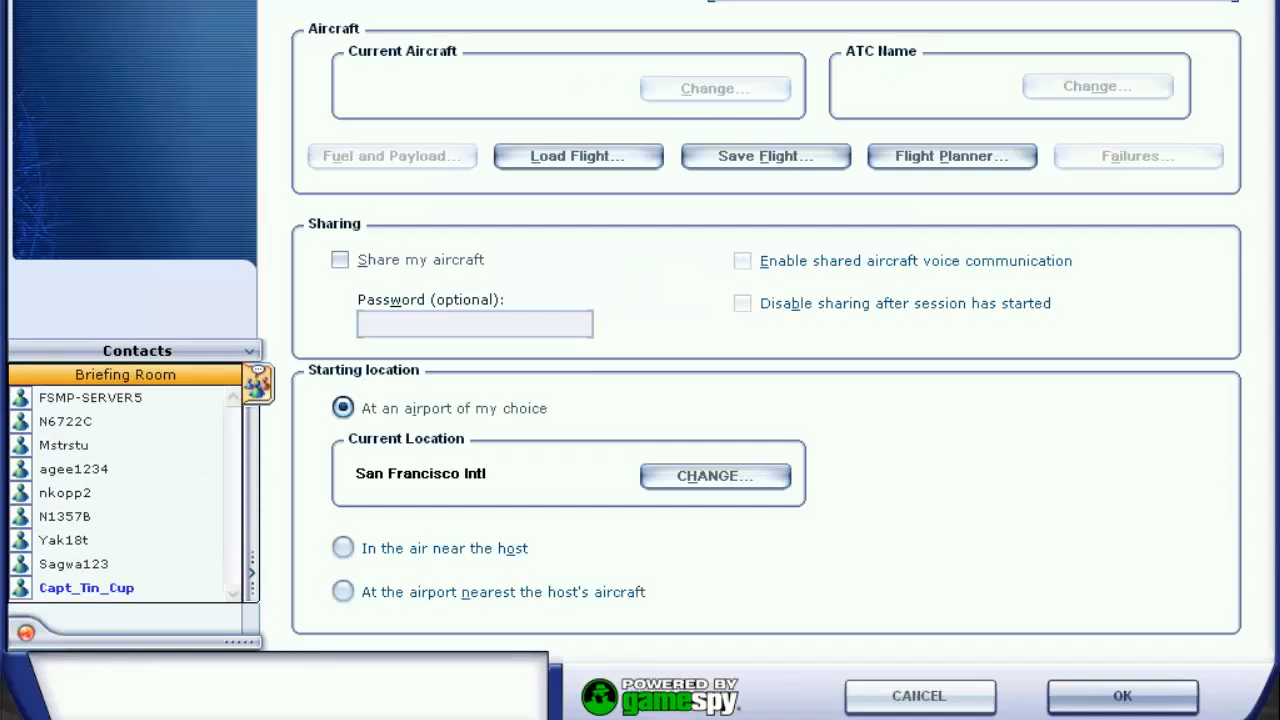 Aircraft
Current Aircraft
Change...
ATC Name
Change...
Fuel and Payload...
Load Flight...
Save Flight...
Flight Planner...
Failures...
Sharing
Share my aircraft
Enable shared aircraft voice communication
Password (optional):
Disable sharing after session has started
Starting location
At an airport of my choice
Current Location
San Francisco Intl
CHANGE...
In the air near the host
At the airport nearest the host's aircraft
Contacts
Briefing Room
FSMP-SERVER5
N6722C
Mstrstu
agee1234
nkopp2
N1357B
Yak18t
Sagwa123
Capt_Tin_Cup
POWERED BY
gamespy
CANCEL
OK